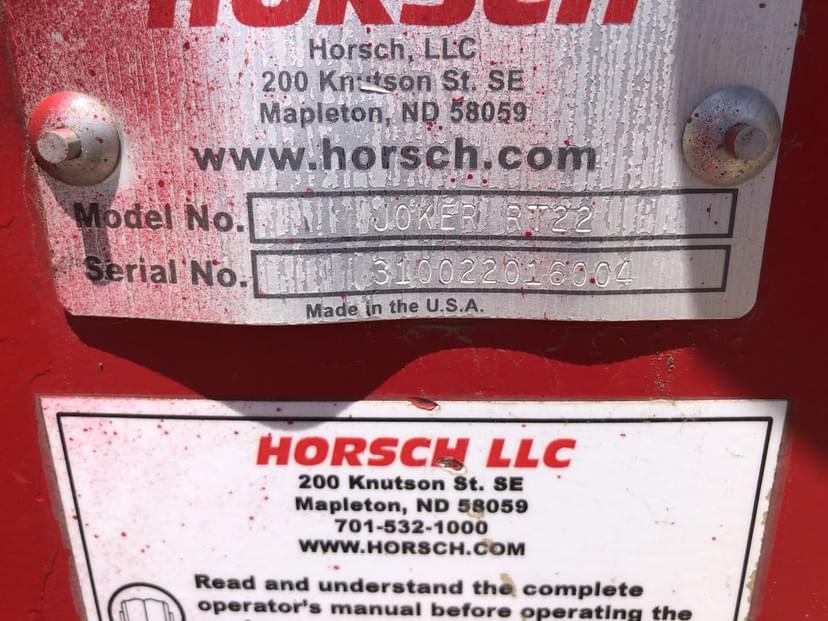 HORSCH
Horsch, LLC
200 Knutson St. SE
Mapleton, ND 58059
www.horsch.com
Model No. JOKER RT22
Serial No. 310022016004
Made in the U.S.A.
HORSCH LLC
200 Knutson St. SE
Mapleton, ND 58059
701-532-1000
WWW.HORSCH.COM
Read and understand the complete
operator's manual before operating the